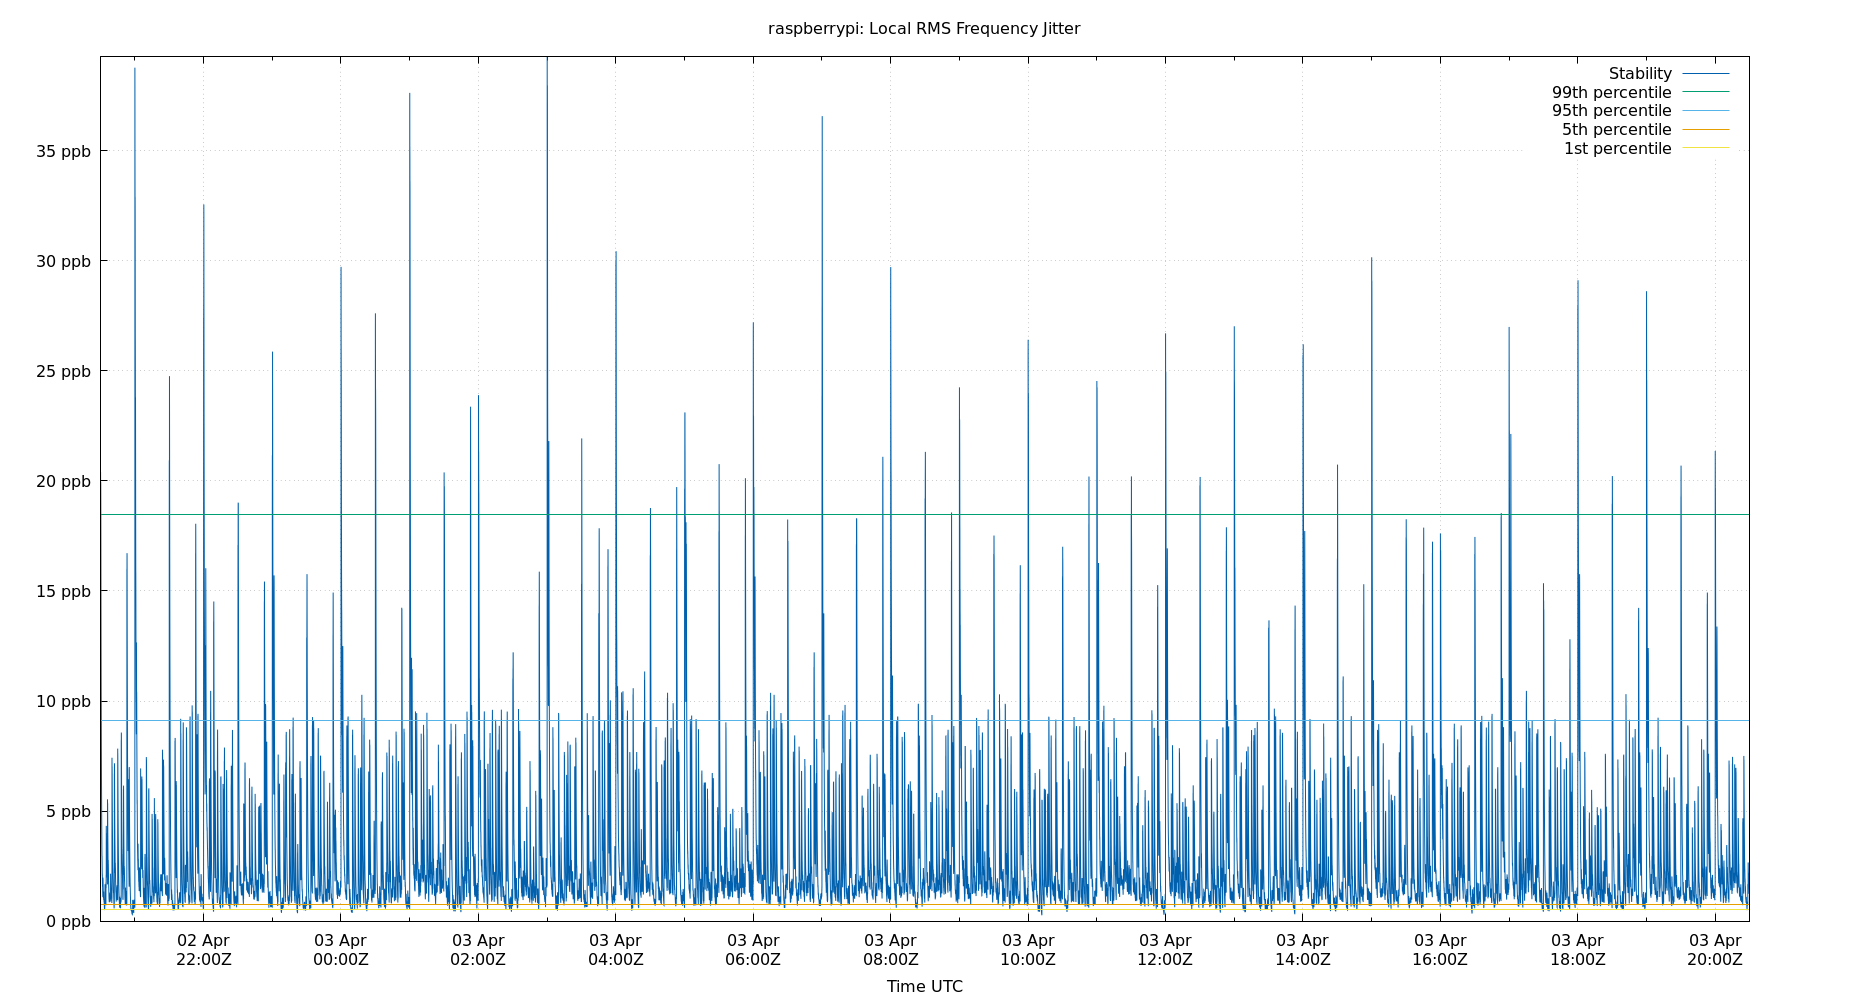 raspberrypi: Local RMS Frequency Jitter
Stability
99th percentile
95th percentile
5th percentile
1st percentile
35 ppb
30 ppb
25 ppb
20 ppb
15 ppb
10 ppb
5 ppb
0 ppb
02 Apr 03 Apr 03 Apr 03 Apr 03 Apr 03 Apr 03 Apr 03 Apr 03 Apr 03 Apr 03 Apr 03 Apr
22:00Z 00:00Z 02:00Z 04:00Z 06:00Z 08:00Z 10:00Z 12:00Z 14:00Z 16:00Z 18:00Z 20:00Z
Time UTC